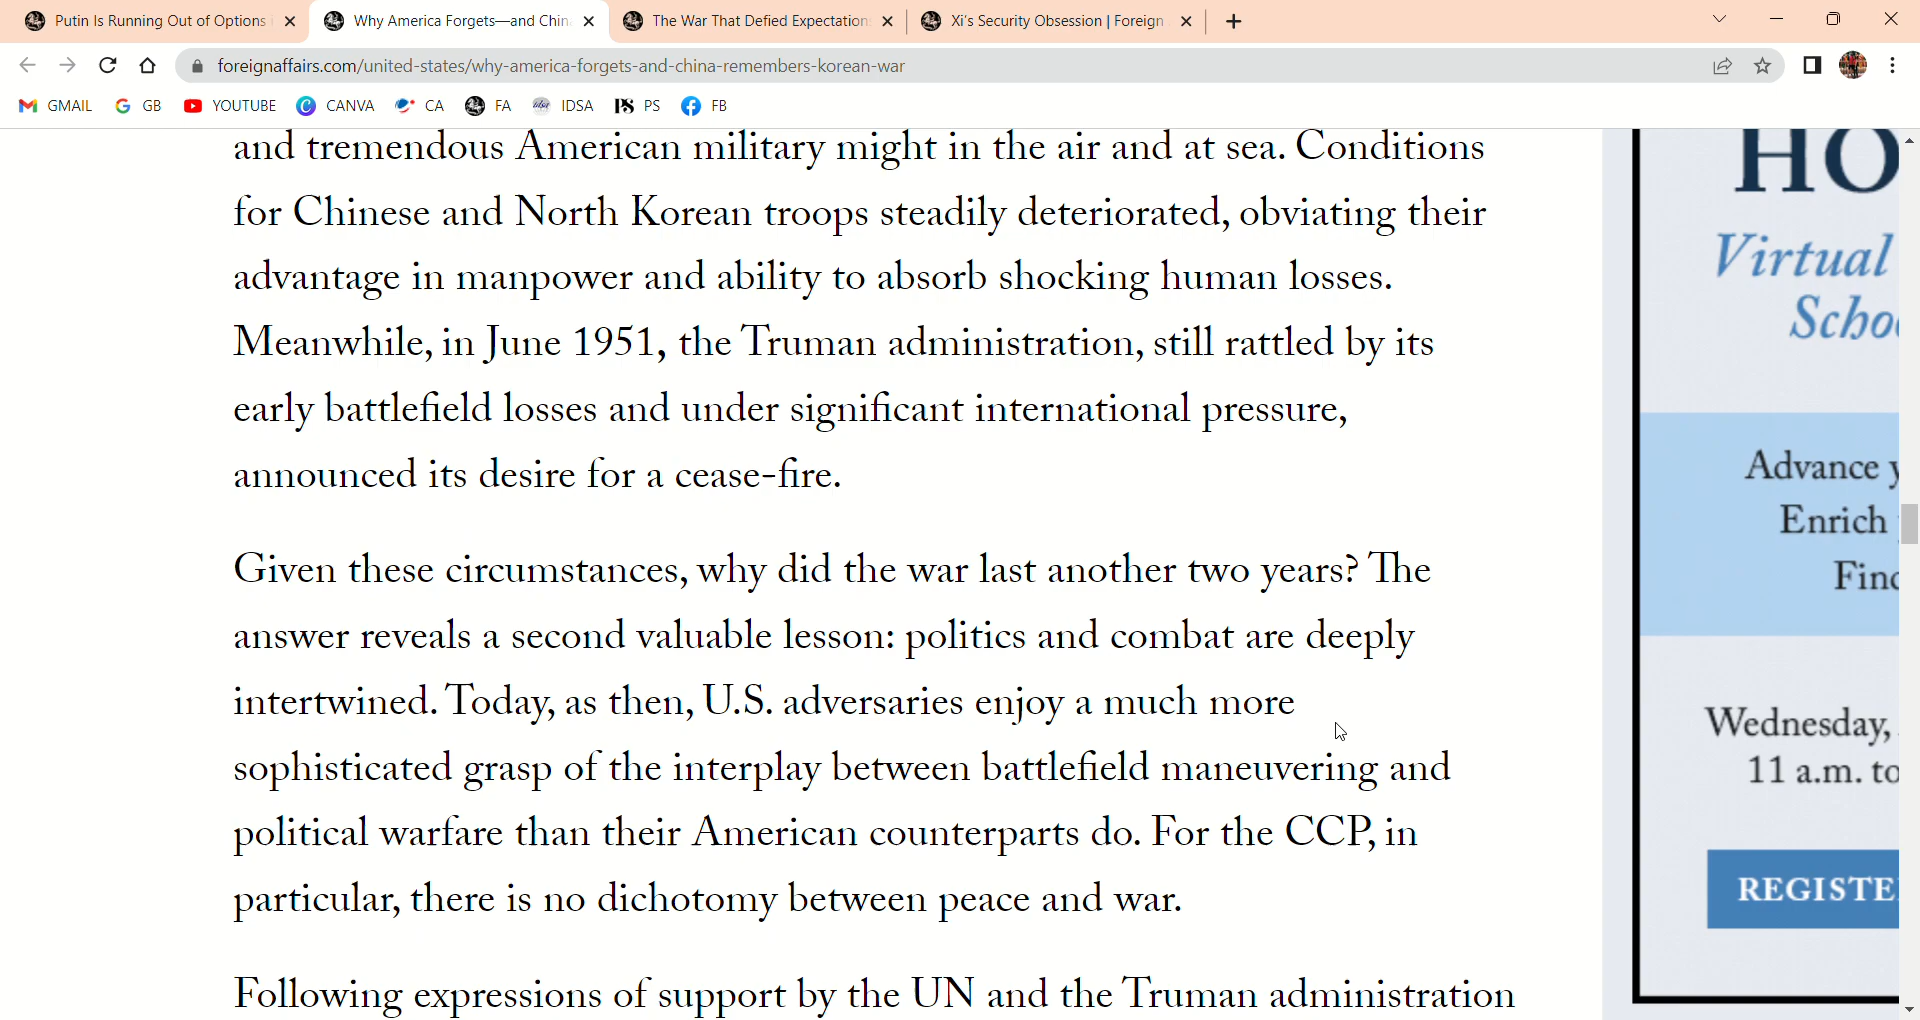 Putin Is Running Out of Options
Why America Forgets—and Chin
The War That Defied Expectation
Xi's Security Obsession | Foreign
foreignaffairs.com/united-states/why-america-forgets-and-china-remembers-korean-war
GMAIL
GB
YOUTUBE
CANVA
CA
FA
idsa IDSA
PS PS
FB
and tremendous American military might in the air and at sea. Conditions
for Chinese and North Korean troops steadily deteriorated, obviating their
advantage in manpower and ability to absorb shocking human losses.
Meanwhile, in June 1951, the Truman administration, still rattled by its
early battlefield losses and under significant international pressure,
announced its desire for a cease-fire.
Given these circumstances, why did the war last another two years? The
answer reveals a second valuable lesson: politics and combat are deeply
intertwined. Today, as then, U.S. adversaries enjoy a much more
sophisticated grasp of the interplay between battlefield maneuvering and
political warfare than their American counterparts do. For the CCP, in
particular, there is no dichotomy between peace and war.
Following expressions of support by the UN and the Truman administration
HO
Virtual
Schoo
Advance y
Enrich
Find
Wednesday,
11 a.m. to
REGISTE